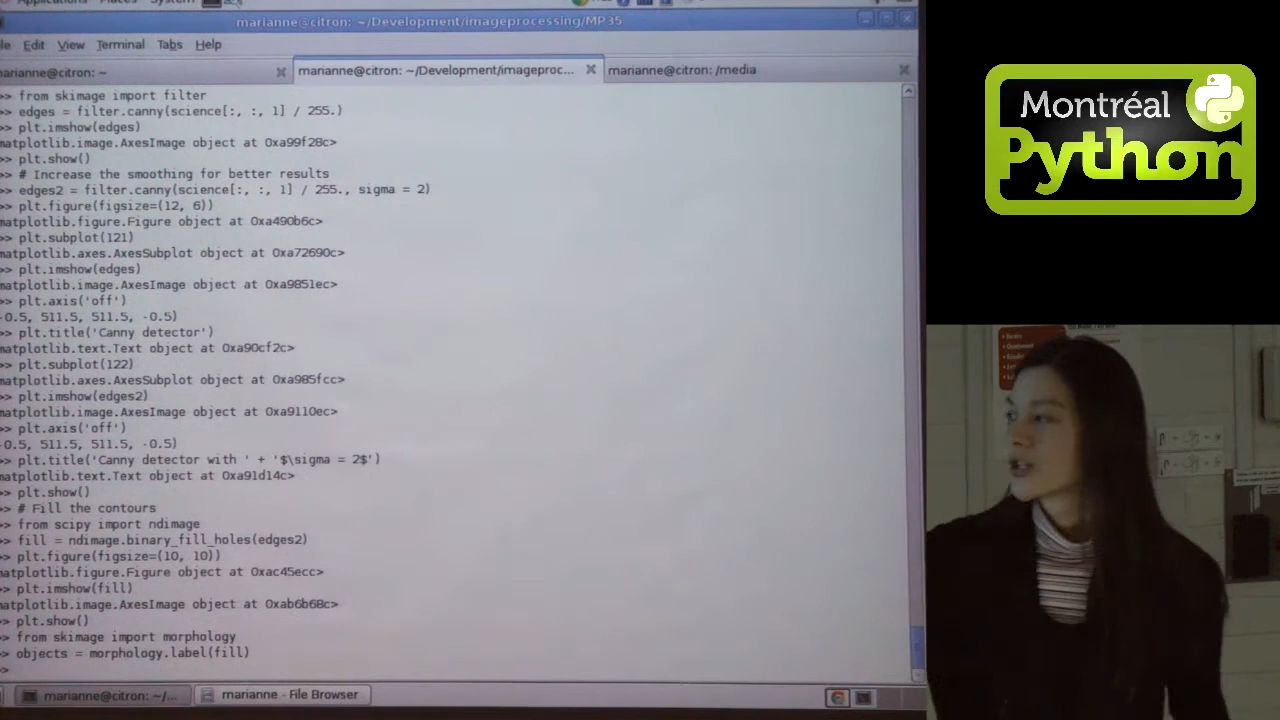 Applications Places System
marianne@citron: ~/Development/imageprocessing/MP35
le Edit View Terminal Tabs Help
marianne@citron: ~
marianne@citron: ~/Development/imageproc...
marianne@citron: /media
>> from skimage import filter
>> edges = filter.canny(science[:, :, 1] / 255.)
>> plt.imshow(edges)
matplotlib.image.AxesImage object at 0xa99f28c>
>> plt.show()
>> # Increase the smoothing for better results
>> edges2 = filter.canny(science[:, :, 1] / 255., sigma = 2)
>> plt.figure(figsize=(12, 6))
matplotlib.figure.Figure object at 0xa490b6c>
>> plt.subplot(121)
matplotlib.axes.AxesSubplot object at 0xa72690c>
>> plt.imshow(edges)
matplotlib.image.AxesImage object at 0xa9851ec>
>> plt.axis('off')
-0.5, 511.5, 511.5, -0.5)
>> plt.title('Canny detector')
matplotlib.text.Text object at 0xa90cf2c>
>> plt.subplot(122)
matplotlib.axes.AxesSubplot object at 0xa985fcc>
>> plt.imshow(edges2)
matplotlib.image.AxesImage object at 0xa9110ec>
>> plt.axis('off')
-0.5, 511.5, 511.5, -0.5)
>> plt.title('Canny detector with ' + '$\sigma = 2$')
matplotlib.text.Text object at 0xa91d14c>
>> plt.show()
>> # Fill the contours
>> from scipy import ndimage
>> fill = ndimage.binary_fill_holes(edges2)
>> plt.figure(figsize=(10, 10))
matplotlib.figure.Figure object at 0xac45ecc>
>> plt.imshow(fill)
matplotlib.image.AxesImage object at 0xab6b68c>
>> plt.show()
>> from skimage import morphology
>> objects = morphology.label(fill)
>>
marianne@citron: ~/...
marianne - File Browser
Montréal
Python